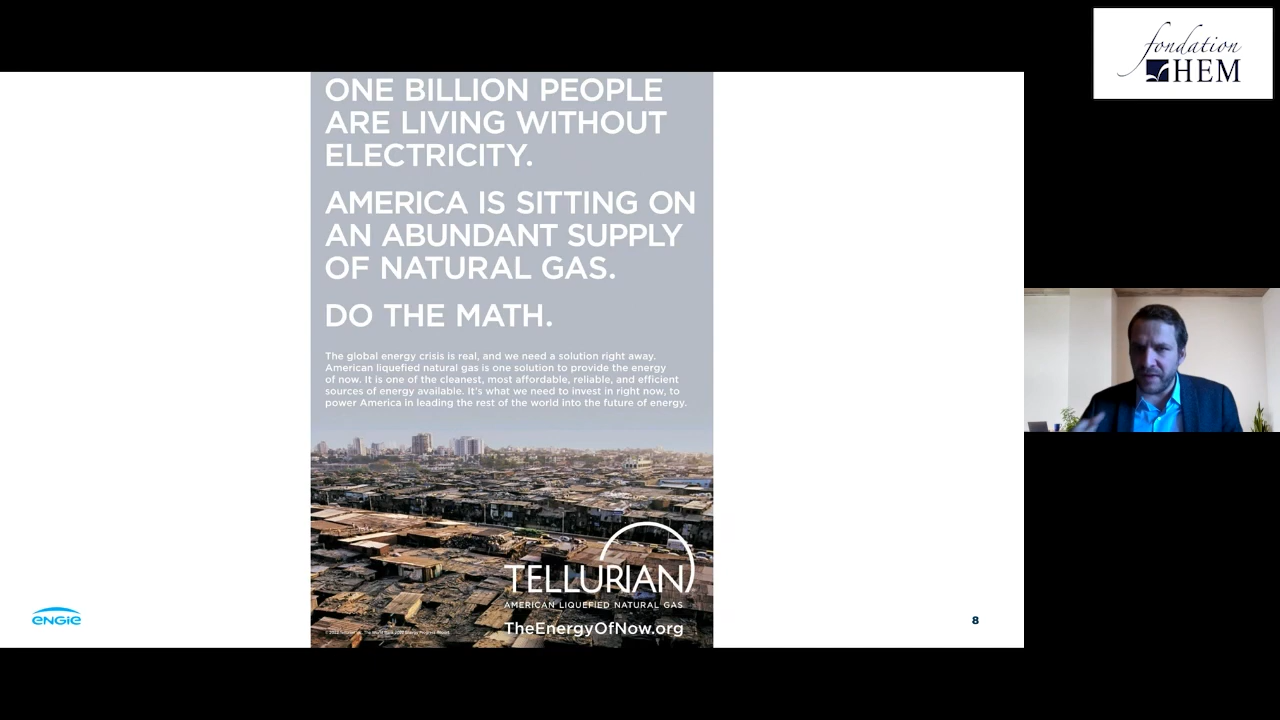 fondation
HEM
ONE BILLION PEOPLE
ARE LIVING WITHOUT
ELECTRICITY.
AMERICA IS SITTING ON
AN ABUNDANT SUPPLY
OF NATURAL GAS.
DO THE MATH.
The global energy crisis is real, and we need a solution right away.
American liquefied natural gas is one solution to provide the energy
of now. It is one of the cleanest, most affordable, reliable, and efficient
sources of energy available. It's what we need to invest in right now, to
power America in leading the rest of the world into the future of energy.
TELLURIAN
AMERICAN LIQUEFIED NATURAL GAS
TheEnergyOfNow.org
ENGIE
8